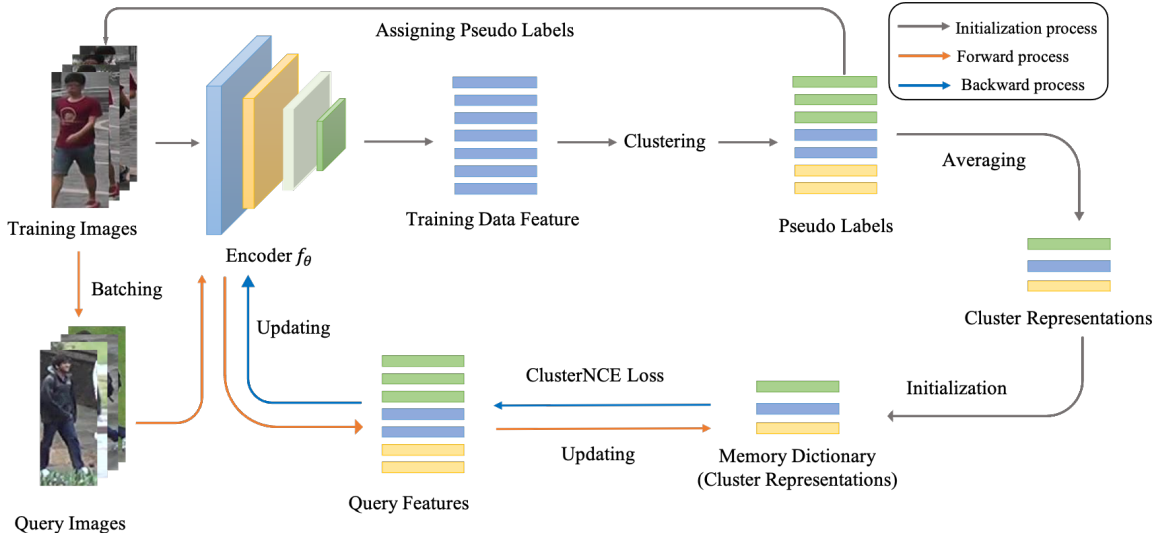 Assigning Pseudo Labels
Initialization process
Forward process
Backward process
Clustering
Averaging
Training Images
Training Data Feature
Pseudo Labels
Encoder fθ
Batching
Updating
Cluster Representations
ClusterNCE Loss
Initialization
Updating
Memory Dictionary
(Cluster Representations)
Query Features
Query Images